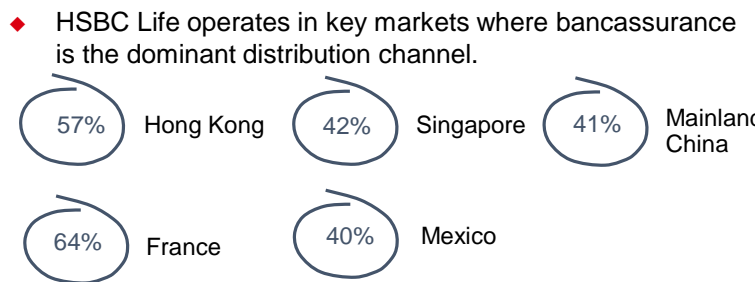 HSBC Life operates in key markets where bancassurance
is the dominant distribution channel.
57% Hong Kong 42% Singapore 41% Mainland
China
64% France 40% Mexico